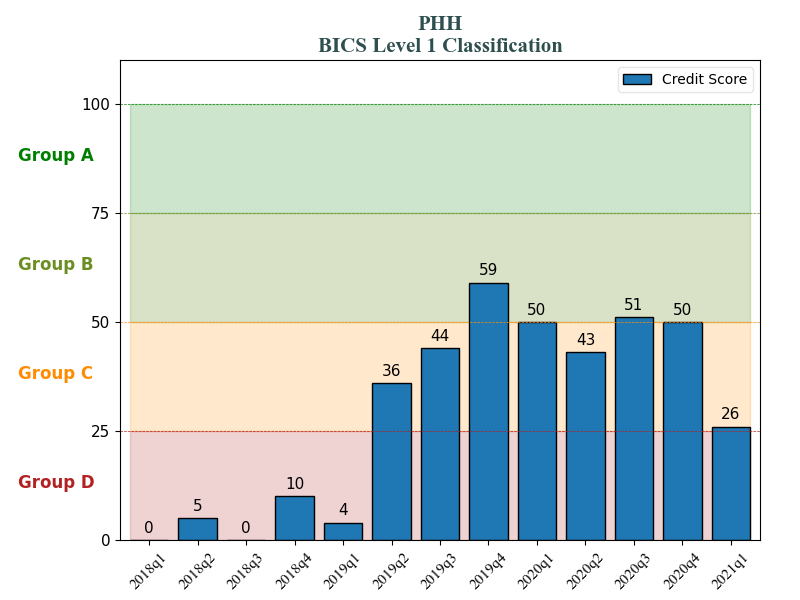 PHH
BICS Level 1 Classification
Credit Score
100
Group A
75
Group B
50
Group C
25
Group D
0
0
5
0
10
4
36
44
59
50
43
51
50
26
2018q1
2018q2
2018q3
2018q4
2019q1
2019q2
2019q3
2019q4
2020q1
2020q2
2020q3
2020q4
2021q1